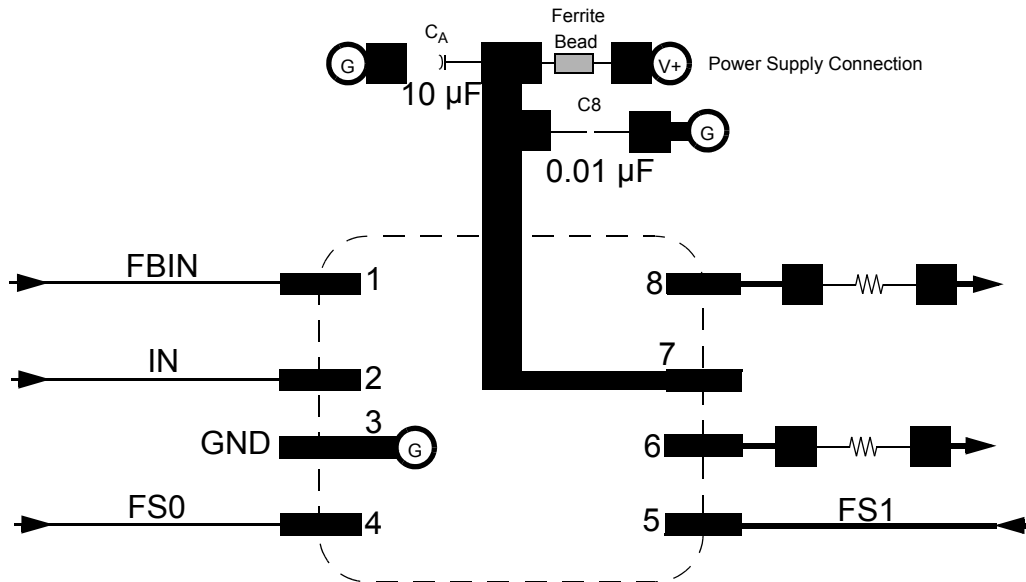 Ferrite
Bead
C_A
G
V+
Power Supply Connection
10 µF
C8
G
0.01 µF
FBIN
1
8
IN
2
7
GND
3
G
6
FS0
4
5
FS1